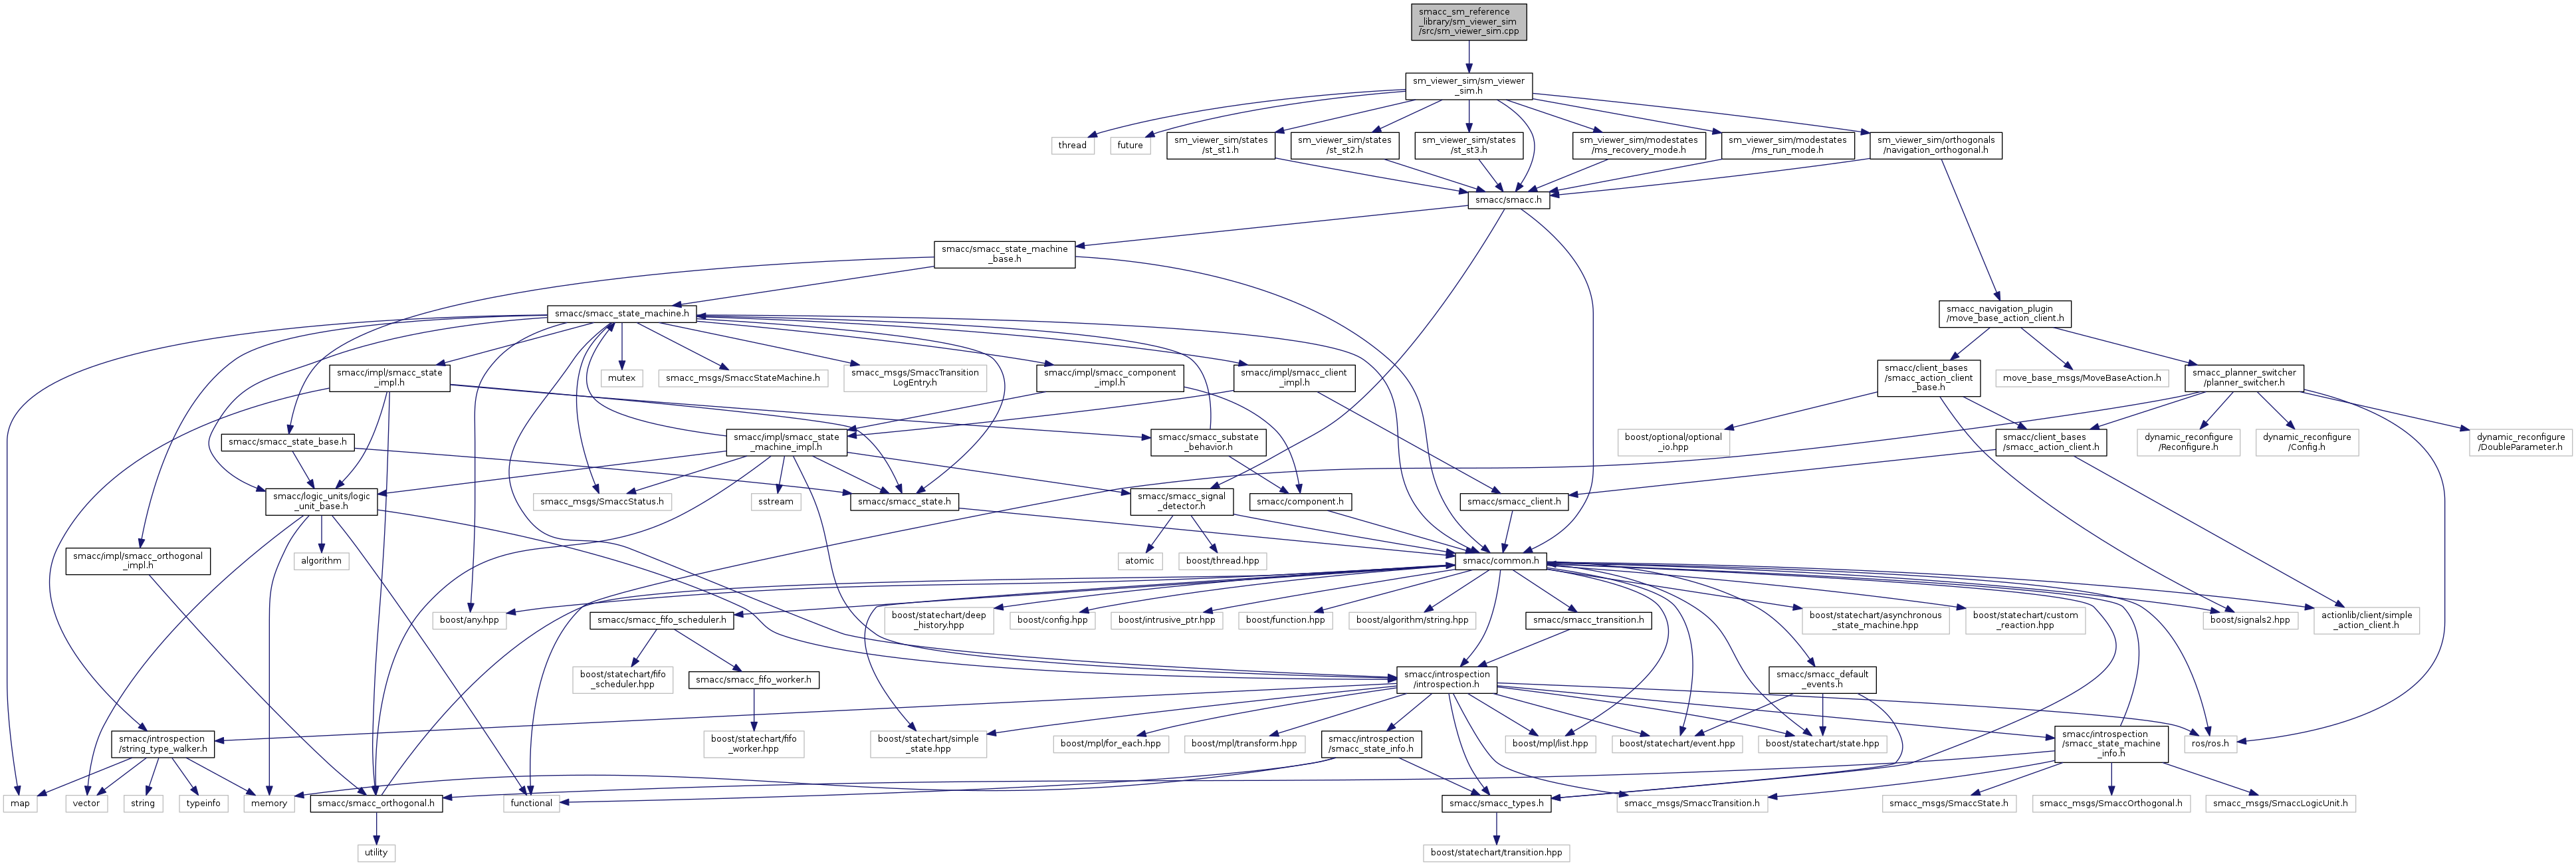 smacc_sm_reference
_library/sm_viewer_sim
/src/sm_viewer_sim.cpp
sm_viewer_sim/sm_viewer
_sim.h
thread
future
sm_viewer_sim/states
/st_st1.h
sm_viewer_sim/states
/st_st2.h
sm_viewer_sim/states
/st_st3.h
sm_viewer_sim/modestates
/ms_recovery_mode.h
sm_viewer_sim/modestates
/ms_run_mode.h
sm_viewer_sim/orthogonals
/navigation_orthogonal.h
smacc/smacc.h
smacc/smacc_state_machine
_base.h
smacc/smacc_state_machine.h
smacc_navigation_plugin
/move_base_action_client.h
smacc/impl/smacc_state
_impl.h
mutex
smacc_msgs/SmaccStateMachine.h
smacc_msgs/SmaccTransition
LogEntry.h
smacc/impl/smacc_component
_impl.h
smacc/impl/smacc_client
_impl.h
smacc/client_bases
/smacc_action_client
_base.h
move_base_msgs/MoveBaseAction.h
smacc_planner_switcher
/planner_switcher.h
smacc/smacc_state_base.h
smacc/impl/smacc_state
_machine_impl.h
smacc/smacc_substate
_behavior.h
boost/optional/optional
_io.hpp
smacc/client_bases
/smacc_action_client.h
dynamic_reconfigure
/Reconfigure.h
dynamic_reconfigure
/Config.h
dynamic_reconfigure
/DoubleParameter.h
smacc/logic_units/logic
_unit_base.h
smacc_msgs/SmaccStatus.h
sstream
smacc/smacc_state.h
smacc/smacc_signal
_detector.h
smacc/component.h
smacc/smacc_client.h
smacc/impl/smacc_orthogonal
_impl.h
algorithm
atomic
boost/thread.hpp
smacc/common.h
boost/any.hpp
smacc/smacc_fifo_scheduler.h
boost/statechart/deep
_history.hpp
boost/config.hpp
boost/intrusive_ptr.hpp
boost/function.hpp
boost/algorithm/string.hpp
smacc/smacc_transition.h
boost/statechart/asynchronous
_state_machine.hpp
boost/statechart/custom
_reaction.hpp
boost/signals2.hpp
actionlib/client/simple
_action_client.h
boost/statechart/fifo
_scheduler.hpp
smacc/smacc_fifo_worker.h
smacc/introspection
/introspection.h
smacc/smacc_default
_events.h
smacc/introspection
/string_type_walker.h
boost/statechart/fifo
_worker.hpp
boost/statechart/simple
_state.hpp
boost/mpl/for_each.hpp
boost/mpl/transform.hpp
smacc/introspection
/smacc_state_info.h
boost/mpl/list.hpp
boost/statechart/event.hpp
boost/statechart/state.hpp
smacc/introspection
/smacc_state_machine
_info.h
ros/ros.h
map
vector
string
typeinfo
memory
smacc/smacc_orthogonal.h
functional
smacc/smacc_types.h
smacc_msgs/SmaccTransition.h
smacc_msgs/SmaccState.h
smacc_msgs/SmaccOrthogonal.h
smacc_msgs/SmaccLogicUnit.h
utility
boost/statechart/transition.hpp